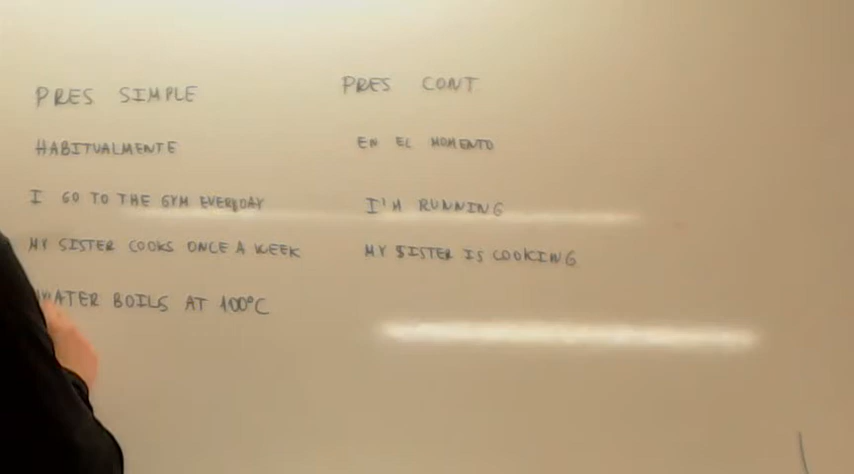 PRES SIMPLE
HABITUALMENTE
I GO TO THE GYM EVERYDAY
MY SISTER COOKS ONCE A WEEK
WATER BOILS AT 100°C
PRES CONT
EN EL MOMENTO
I'M RUNNING
MY SISTER IS COOKING